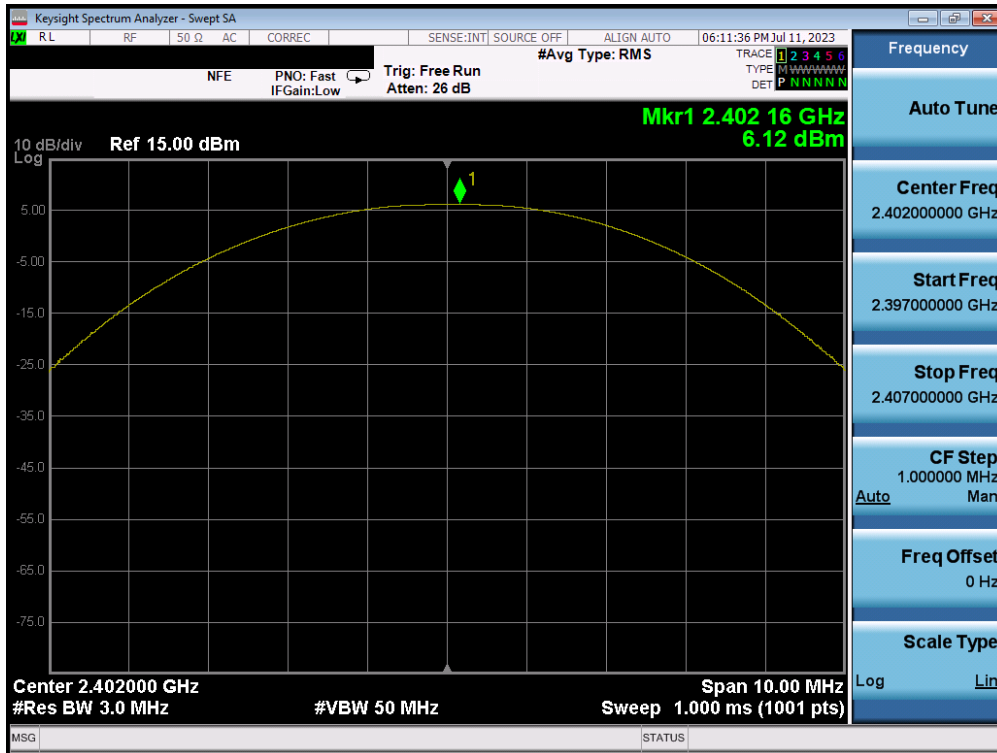 Keysight Spectrum Analyzer - Swept SA
LXI RL RF 50 Ω AC CORREC SENSE:INT SOURCE OFF ALIGN AUTO 06:11:36 PM Jul 11, 2023
#Avg Type: RMS
TRACE 1 2 3 4 5 6
TYPE M W W W W W
DET P N N N N N
NFE PNO: Fast Trig: Free Run
IFGain:Low Atten: 26 dB
Mkr1 2.402 16 GHz
6.12 dBm
10 dB/div Ref 15.00 dBm
Log
1
5.00
-5.00
-15.0
-25.0
-35.0
-45.0
-55.0
-65.0
-75.0
Center 2.402000 GHz Span 10.00 MHz
#Res BW 3.0 MHz #VBW 50 MHz Sweep 1.000 ms (1001 pts)
MSG STATUS
Frequency
Auto Tune
Center Freq
2.402000000 GHz
Start Freq
2.397000000 GHz
Stop Freq
2.407000000 GHz
CF Step
1.000000 MHz
Auto Man
Freq Offset
0 Hz
Scale Type
Log Lin